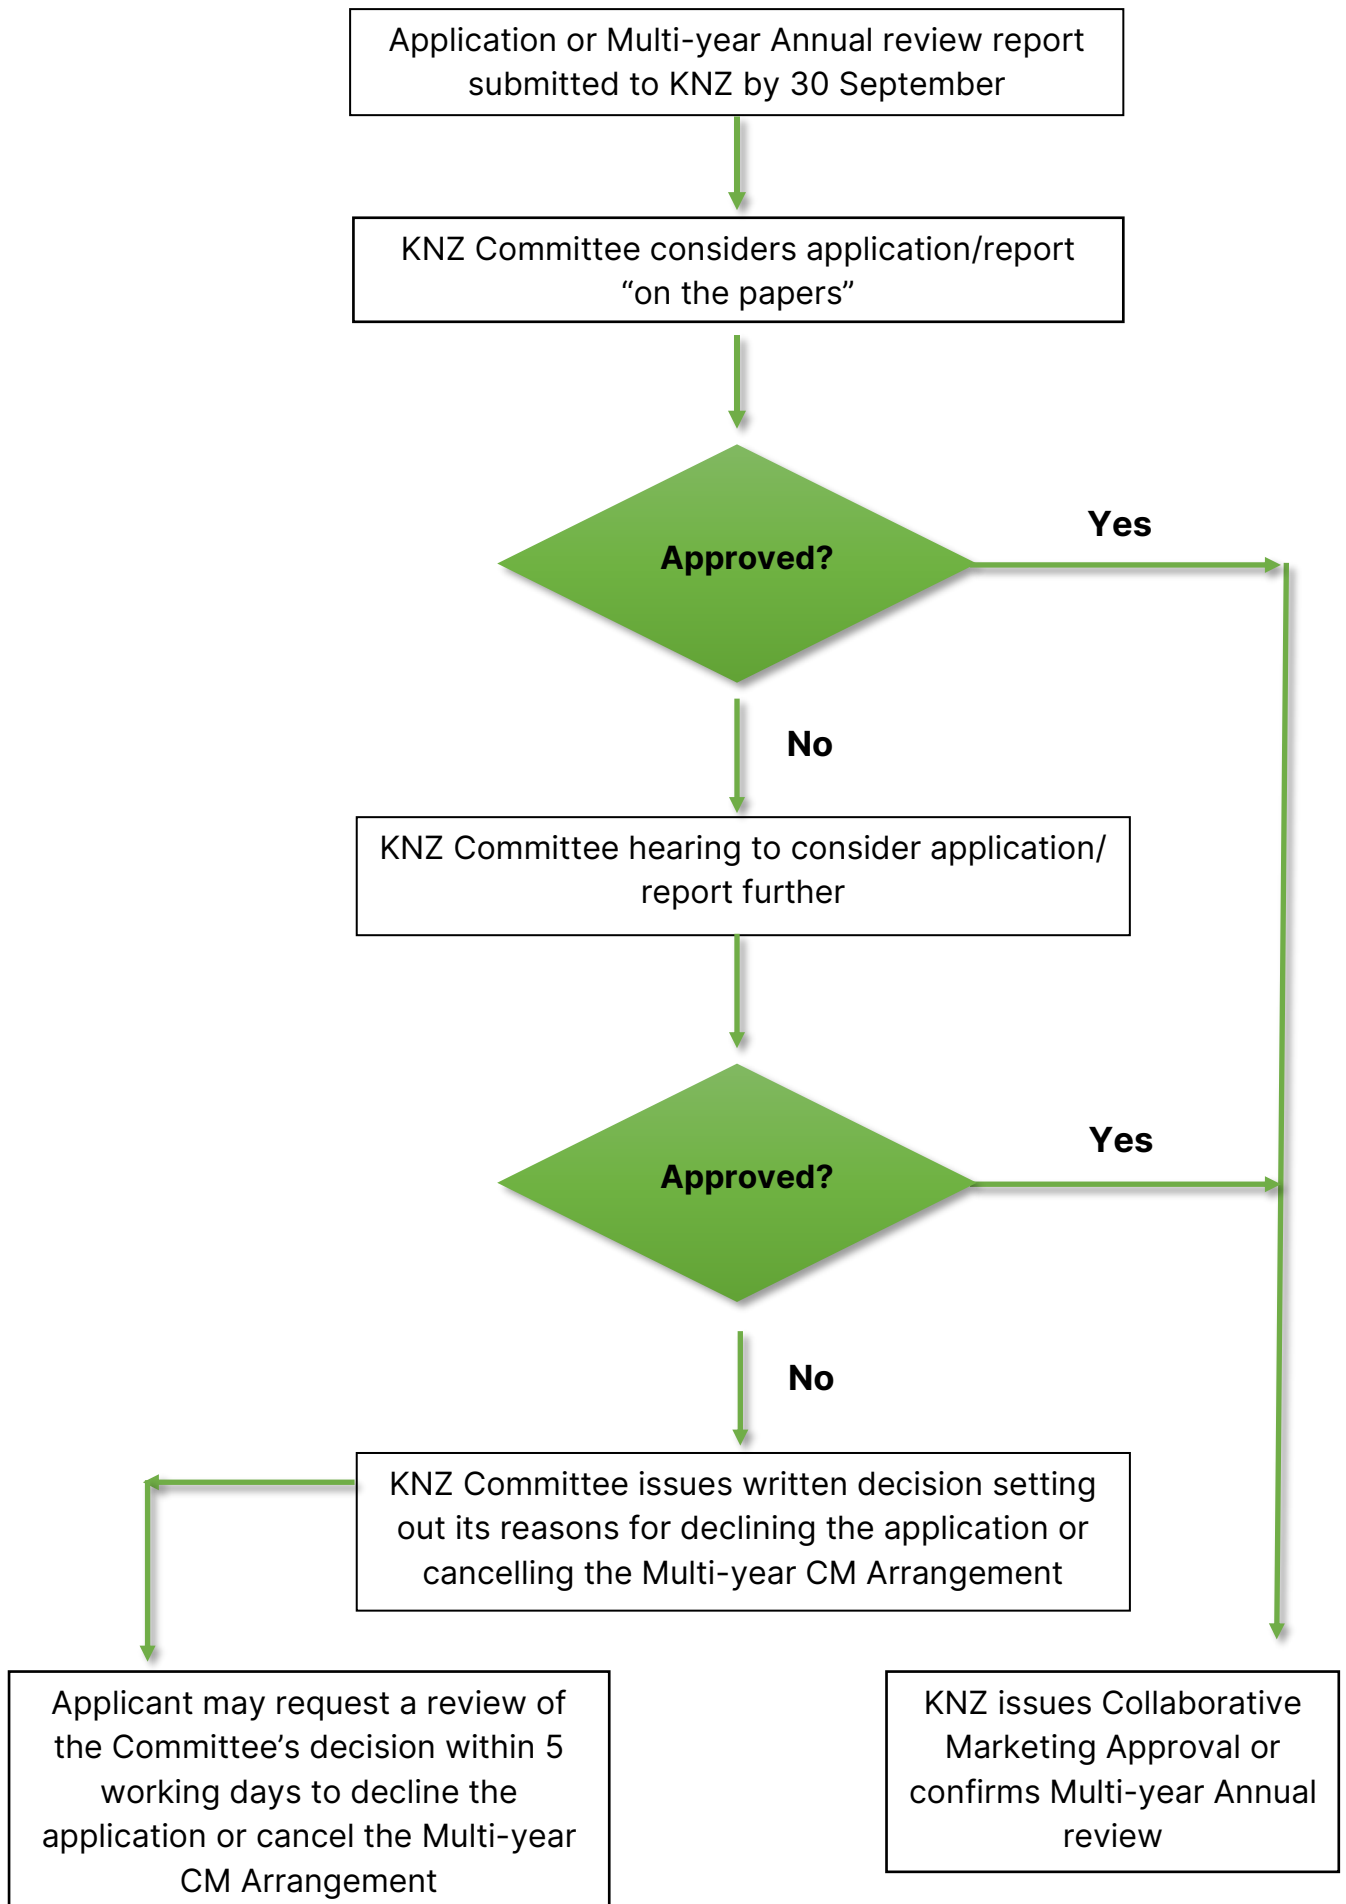 Application or Multi-year Annual review report
submitted to KNZ by 30 September
KNZ Committee considers application/report
“on the papers”
Approved?
Yes
No
KNZ Committee hearing to consider application/
report further
Approved?
Yes
No
KNZ Committee issues written decision setting
out its reasons for declining the application or
cancelling the Multi-year CM Arrangement
Applicant may request a review of
the Committee’s decision within 5
working days to decline the
application or cancel the Multi-year
CM Arrangement
KNZ issues Collaborative
Marketing Approval or
confirms Multi-year Annual
review